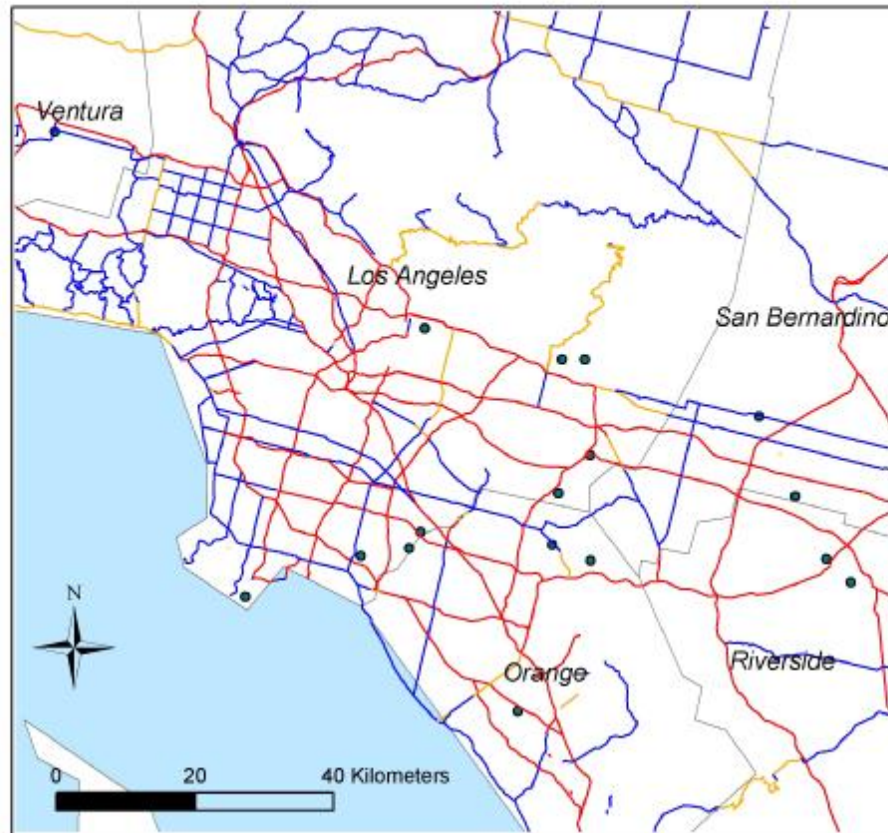 Ventura
Los Angeles
San Bernardino
N
Orange
Riverside
0 20 40 Kilometers